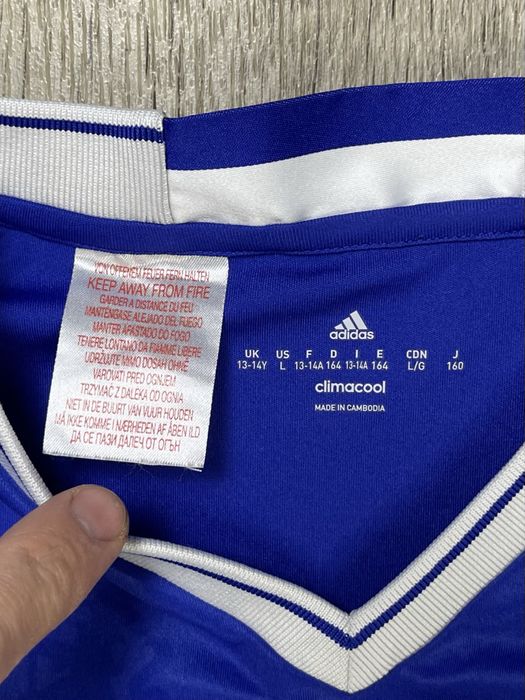 VON OFFENEM FEUER FERN HALTEN
KEEP AWAY FROM FIRE
GARDER A DISTANCE DU FEU
MANTENGASE ALEJADO DEL FUEGO
MANTER AFASTADO DO FOGO
TENERE LONTANO DA FIAMME LIBERE
UDRŽUJTE MIMO DOSAH OHNĚ
VAROVATI PRED OGNJEM
TRZYMAĆ Z DALEKA OD OGNIA
NIET IN DE BUURT VAN VUUR HOUDEN
MÅ IKKE KOMME I NÆRHEDEN AF ÅBEN ILD
ДА СЕ ПАЗИ ДАЛЕЧ ОТ ОГЪН
adidas
UK US F D I E CDN J
13-14Y L 13-14A 164 13-14A 164 L/G 160
climacool
MADE IN CAMBODIA